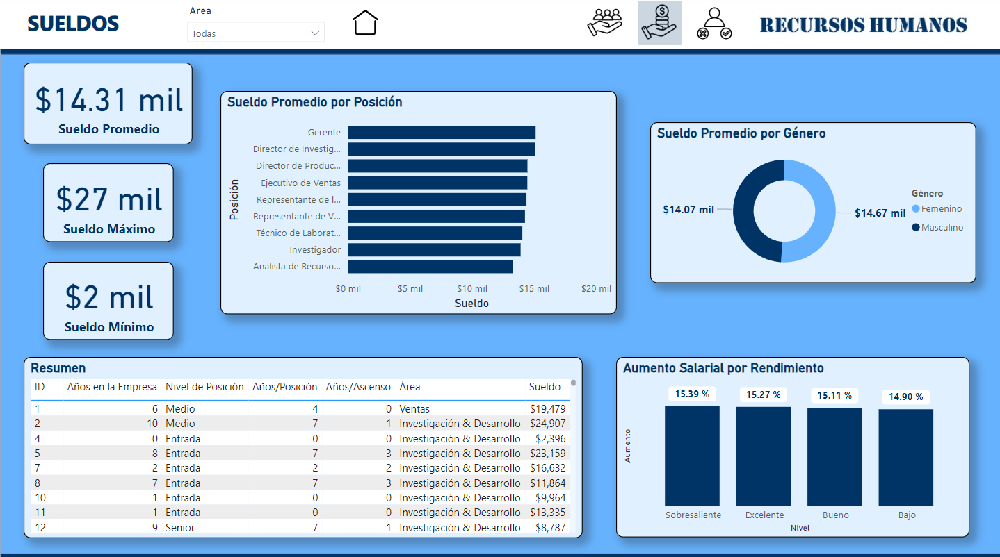 SUELDOS
Area
Todas
RECURSOS HUMANOS
$14.31 mil
Sueldo Promedio
$27 mil
Sueldo Máximo
$2 mil
Sueldo Mínimo
Sueldo Promedio por Posición
Posición
Gerente
Director de Investig...
Director de Produc...
Ejecutivo de Ventas
Representante de I...
Representante de V...
Técnico de Laborat...
Investigador
Analista de Recurso...
$0 mil $5 mil $10 mil $15 mil $20 mil
Sueldo
Sueldo Promedio por Género
$14.07 mil
$14.67 mil
Género
Femenino
Masculino
Resumen
ID Años en la Empresa Nivel de Posición Años/Posición Años/Ascenso Área Sueldo
1 6 Medio 4 0 Ventas $19,479
2 10 Medio 7 1 Investigación & Desarrollo $24,907
4 0 Entrada 0 0 Investigación & Desarrollo $2,396
5 8 Entrada 7 3 Investigación & Desarrollo $23,159
7 2 Entrada 2 2 Investigación & Desarrollo $16,632
8 7 Entrada 7 3 Investigación & Desarrollo $11,864
10 1 Entrada 0 0 Investigación & Desarrollo $9,964
11 1 Entrada 0 0 Investigación & Desarrollo $13,335
12 9 Senior 7 1 Investigación & Desarrollo $8,787
Aumento Salarial por Rendimiento
Aumento
15.39 % 15.27 % 15.11 % 14.90 %
Sobresaliente Excelente Bueno Bajo
Nivel